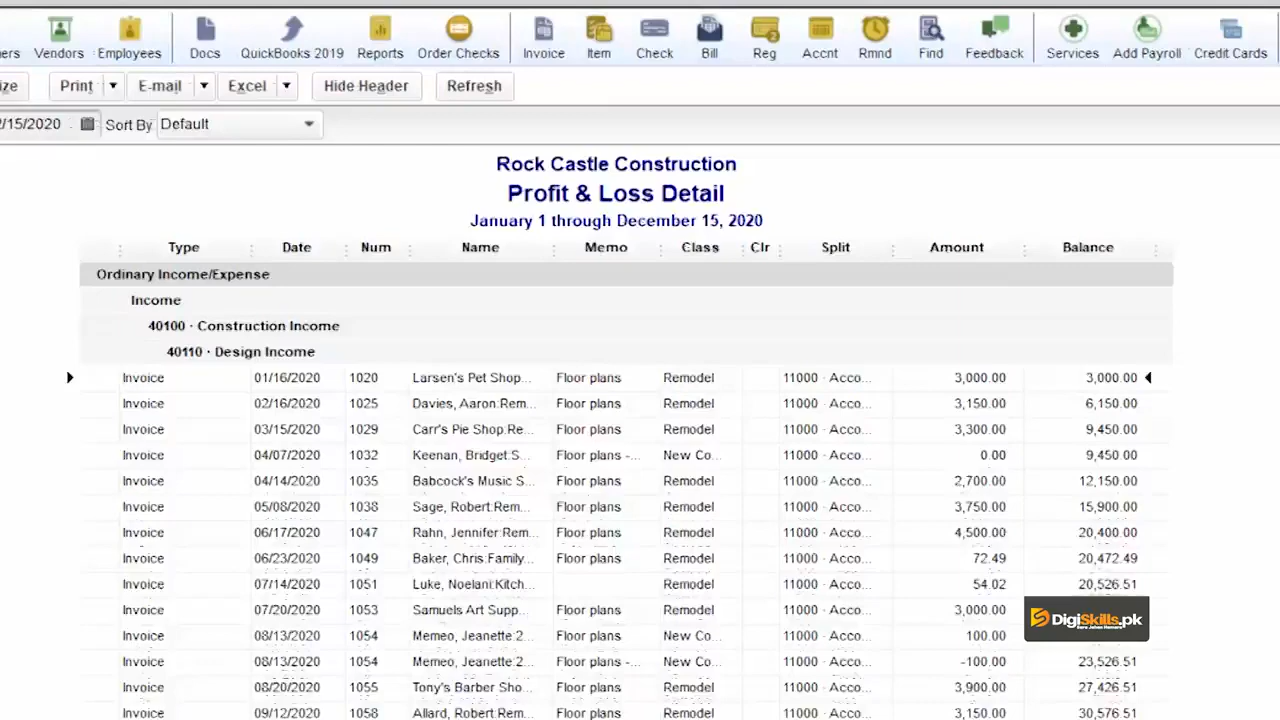 ers Vendors Employees Docs QuickBooks 2019 Reports Order Checks Invoice Item Check Bill Reg Accnt Rmnd Find Feedback Services Add Payroll Credit Cards
ize Print E-mail Excel Hide Header Refresh
/15/2020 Sort By Default
Rock Castle Construction
Profit & Loss Detail
January 1 through December 15, 2020
Type Date Num Name Memo Class Clr Split Amount Balance
Ordinary Income/Expense
Income
40100 · Construction Income
40110 · Design Income
Invoice 01/16/2020 1020 Larsen's Pet Shop... Floor plans Remodel 11000 · Acco... 3,000.00 3,000.00
Invoice 02/16/2020 1025 Davies, Aaron:Rem... Floor plans Remodel 11000 · Acco... 3,150.00 6,150.00
Invoice 03/15/2020 1029 Carr's Pie Shop:Re... Floor plans Remodel 11000 · Acco... 3,300.00 9,450.00
Invoice 04/07/2020 1032 Keenan, Bridget:S... Floor plans -... New Co... 11000 · Acco... 0.00 9,450.00
Invoice 04/14/2020 1035 Babcock's Music S... Floor plans Remodel 11000 · Acco... 2,700.00 12,150.00
Invoice 05/08/2020 1038 Sage, Robert:Rem... Floor plans Remodel 11000 · Acco... 3,750.00 15,900.00
Invoice 06/17/2020 1047 Rahn, Jennifer:Rem... Floor plans Remodel 11000 · Acco... 4,500.00 20,400.00
Invoice 06/23/2020 1049 Baker, Chris:Family... Floor plans Remodel 11000 · Acco... 72.49 20,472.49
Invoice 07/14/2020 1051 Luke, Noelani:Kitch... Remodel 11000 · Acco... 54.02 20,526.51
Invoice 07/20/2020 1053 Samuels Art Supp... Floor plans Remodel 11000 · Acco... 3,000.00
DigiSkills.pk
Invoice 08/13/2020 1054 Memeo, Jeanette:2... Floor plans New Co... 11000 · Acco... 100.00
Invoice 08/13/2020 1054 Memeo, Jeanette:2... Floor plans -... New Co... 11000 · Acco... -100.00 23,526.51
Invoice 08/20/2020 1055 Tony's Barber Sho... Floor plans Remodel 11000 · Acco... 3,900.00 27,426.51
Invoice 09/12/2020 1058 Allard, Robert:Rem... Floor plans Remodel 11000 · Acco... 3,150.00 30,576.51